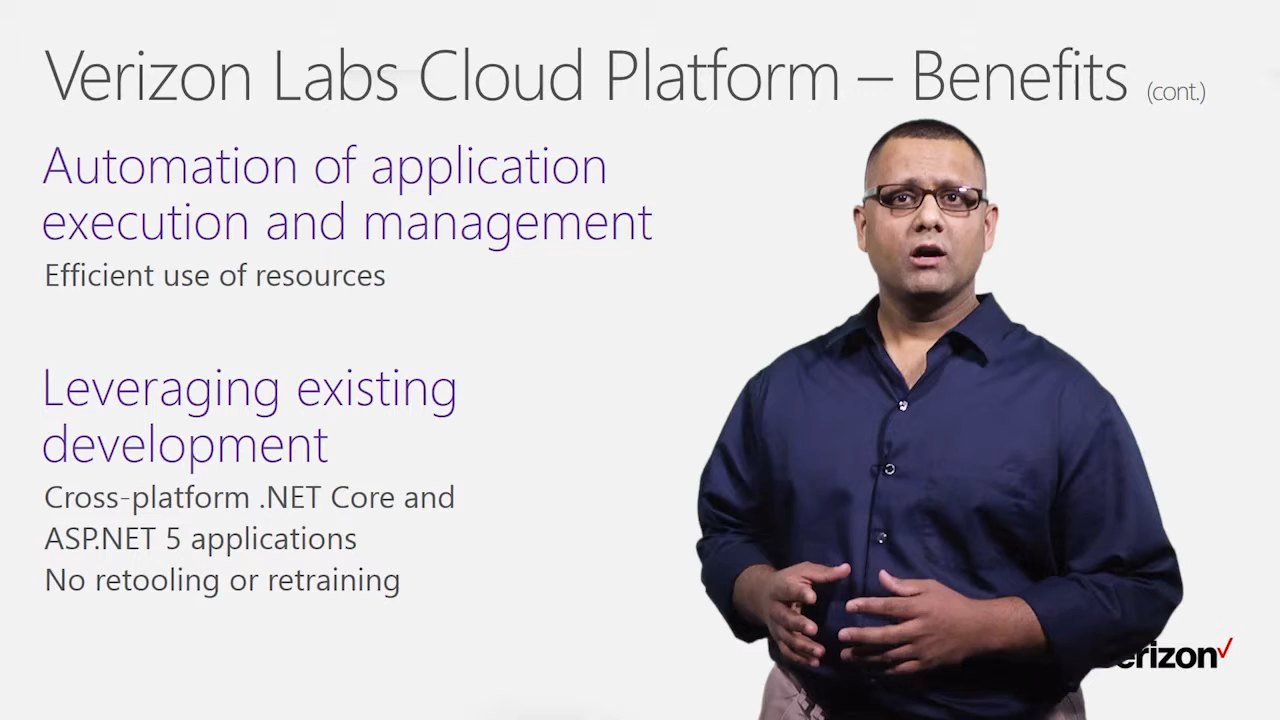 Verizon Labs Cloud Platform – Benefits (cont.)
Automation of application
execution and management
Efficient use of resources
Leveraging existing
development
Cross-platform .NET Core and
ASP.NET 5 applications
No retooling or retraining
verizon✓